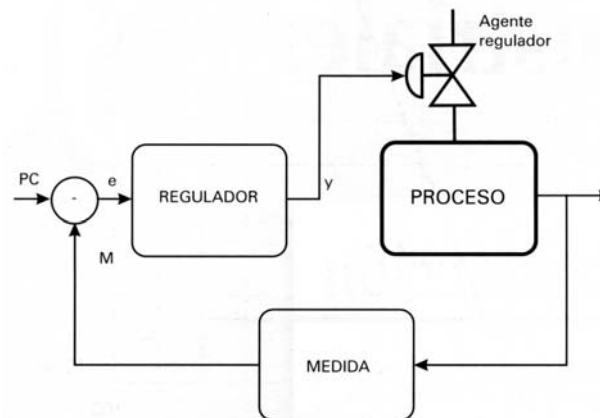 Agente
regulador
PC
-
e
REGULADOR
y
PROCESO
M
MEDIDA